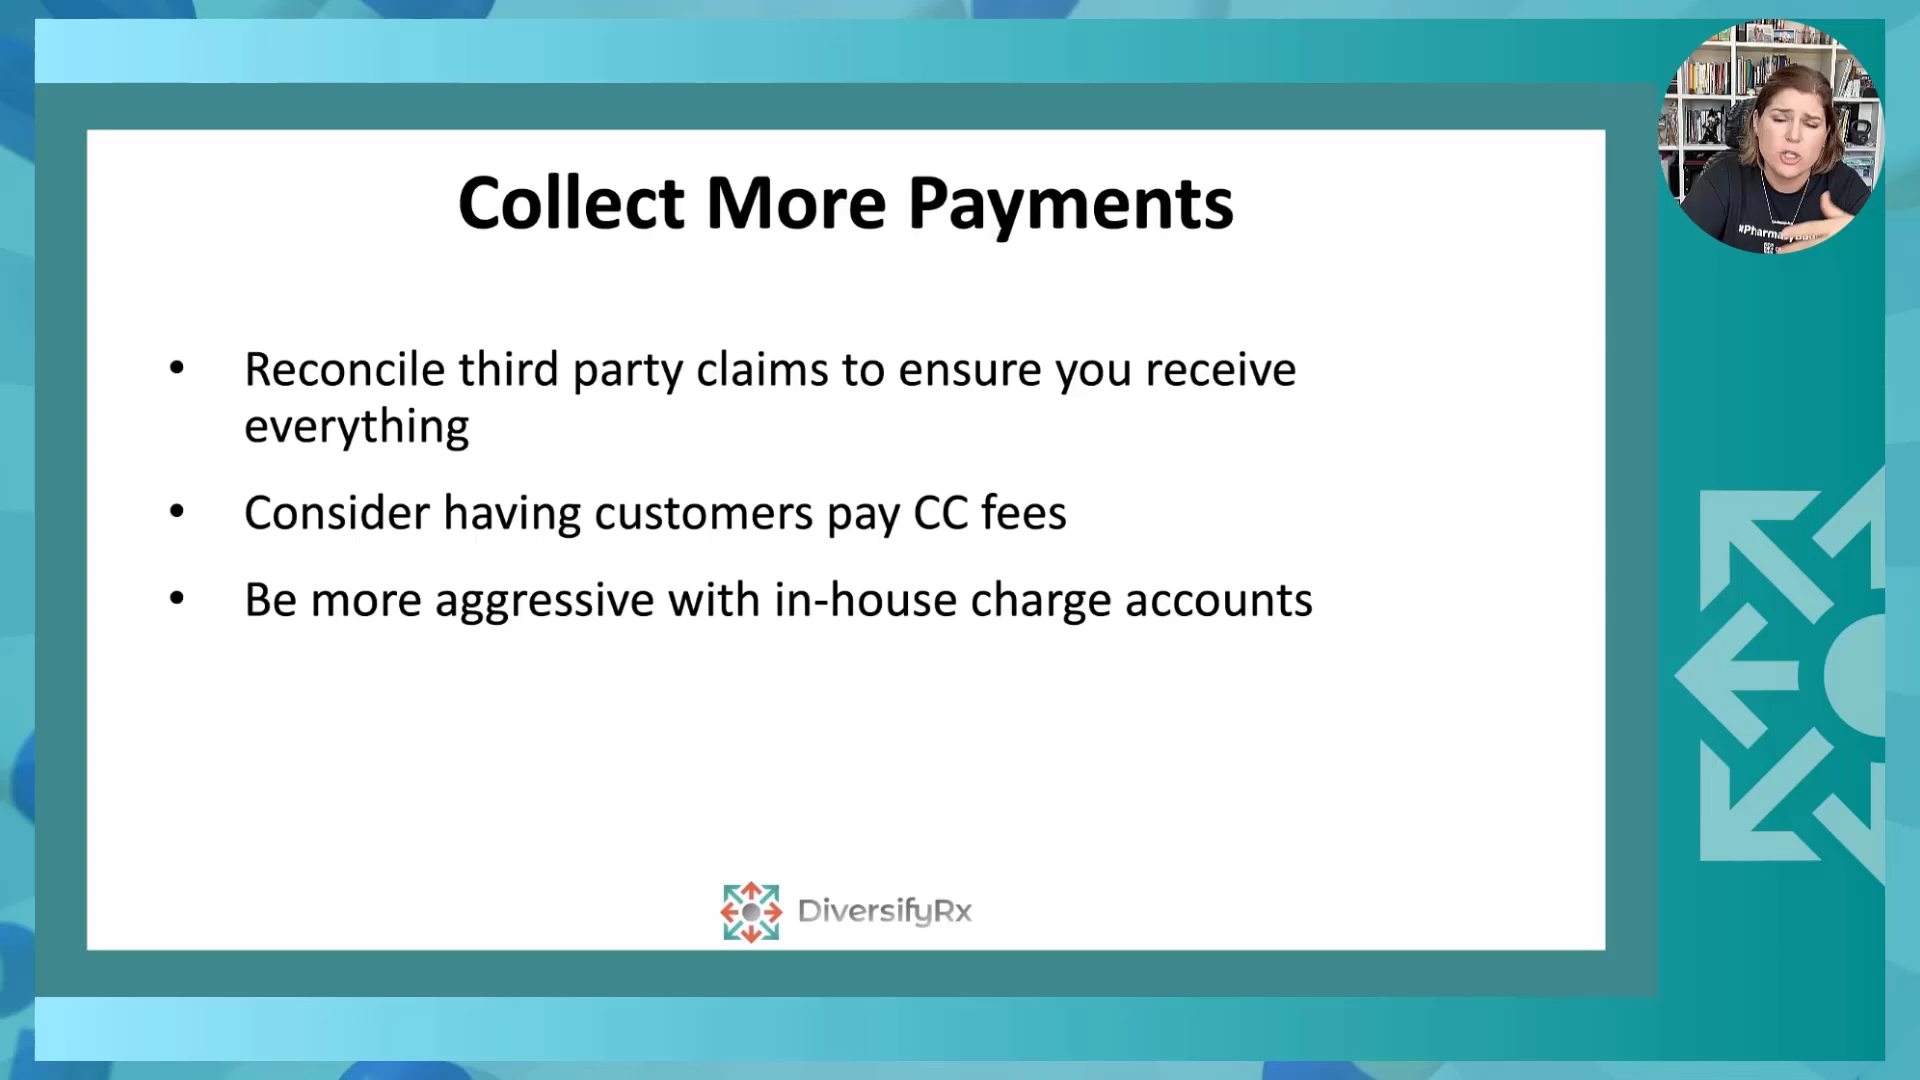 Collect More Payments
• Reconcile third party claims to ensure you receive
everything
• Consider having customers pay CC fees
• Be more aggressive with in-house charge accounts
DiversifyRx